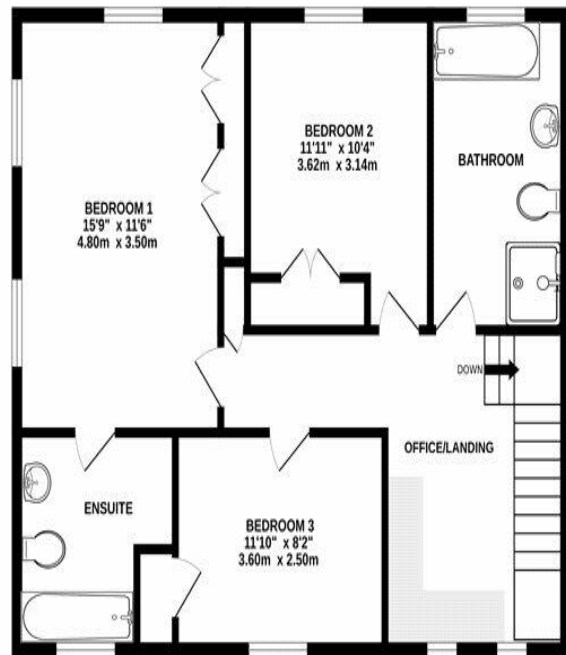 BEDROOM 1
15'9" x 11'6"
4.80m x 3.50m
BEDROOM 2
11'11" x 10'4"
3.62m x 3.14m
BATHROOM
DOWN
OFFICE/LANDING
ENSUITE
BEDROOM 3
11'10" x 8'2"
3.60m x 2.50m